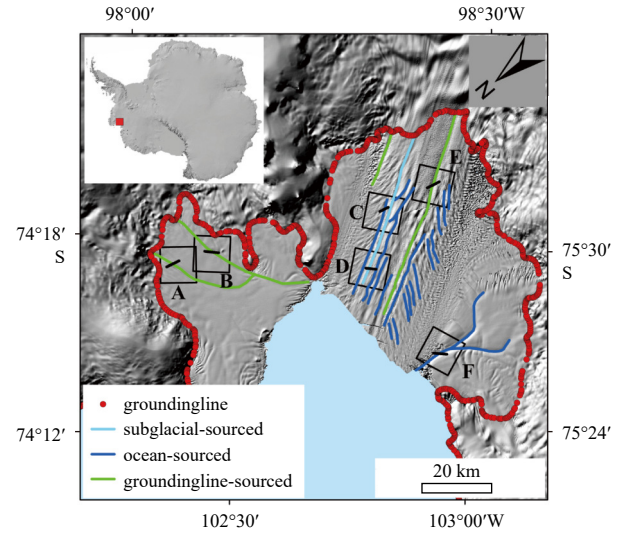 98°00′ 98°30′W
N
E
C
74°18′
S
75°30′
S
D
A
B
F
groundingline
subglacial-sourced
ocean-sourced
groundingline-sourced
74°12′
75°24′
20 km
102°30′ 103°00′W